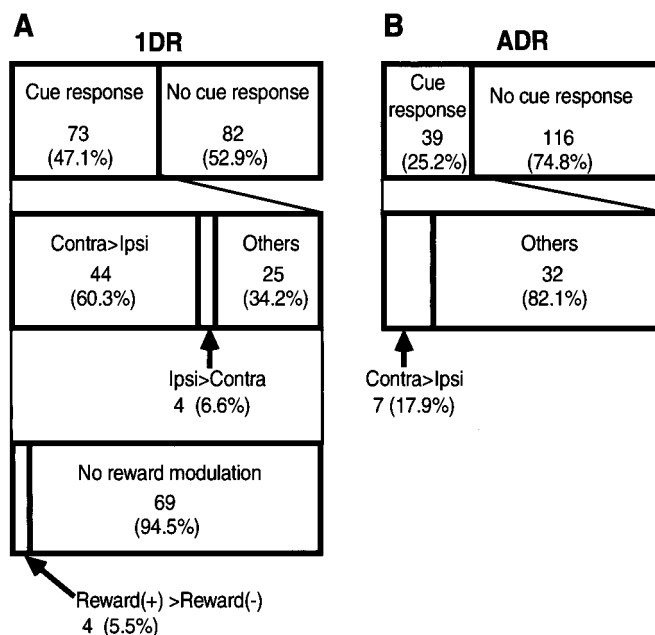 A
1DR
Cue response
73
(47.1%)
No cue response
82
(52.9%)
Contra>Ipsi
44
(60.3%)
Others
25
(34.2%)
Ipsi>Contra
4 (6.6%)
No reward modulation
69
(94.5%)
Reward(+) >Reward(-)
4 (5.5%)
B
ADR
Cue
response
39
(25.2%)
No cue response
116
(74.8%)
Others
32
(82.1%)
Contra>Ipsi
7 (17.9%)